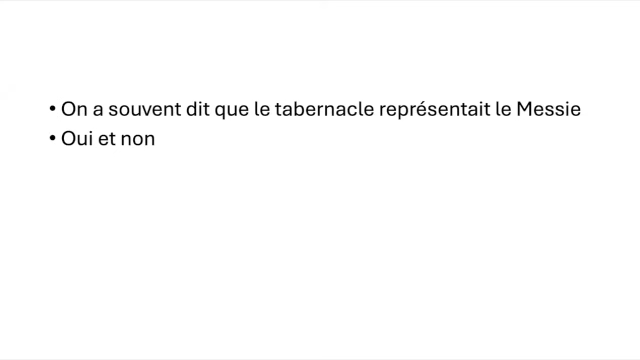 • On a souvent dit que le tabernacle représentait le Messie
• Oui et non